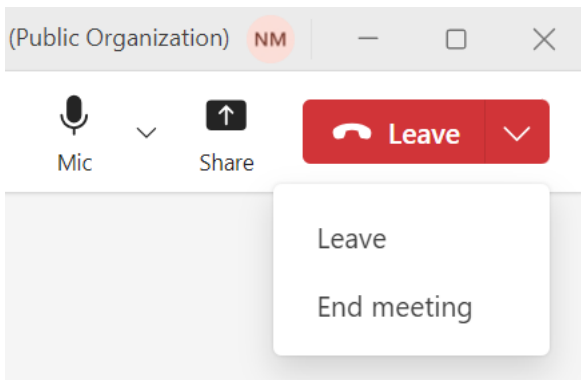 (Public Organization) NM
Mic
Share
Leave
Leave
End meeting